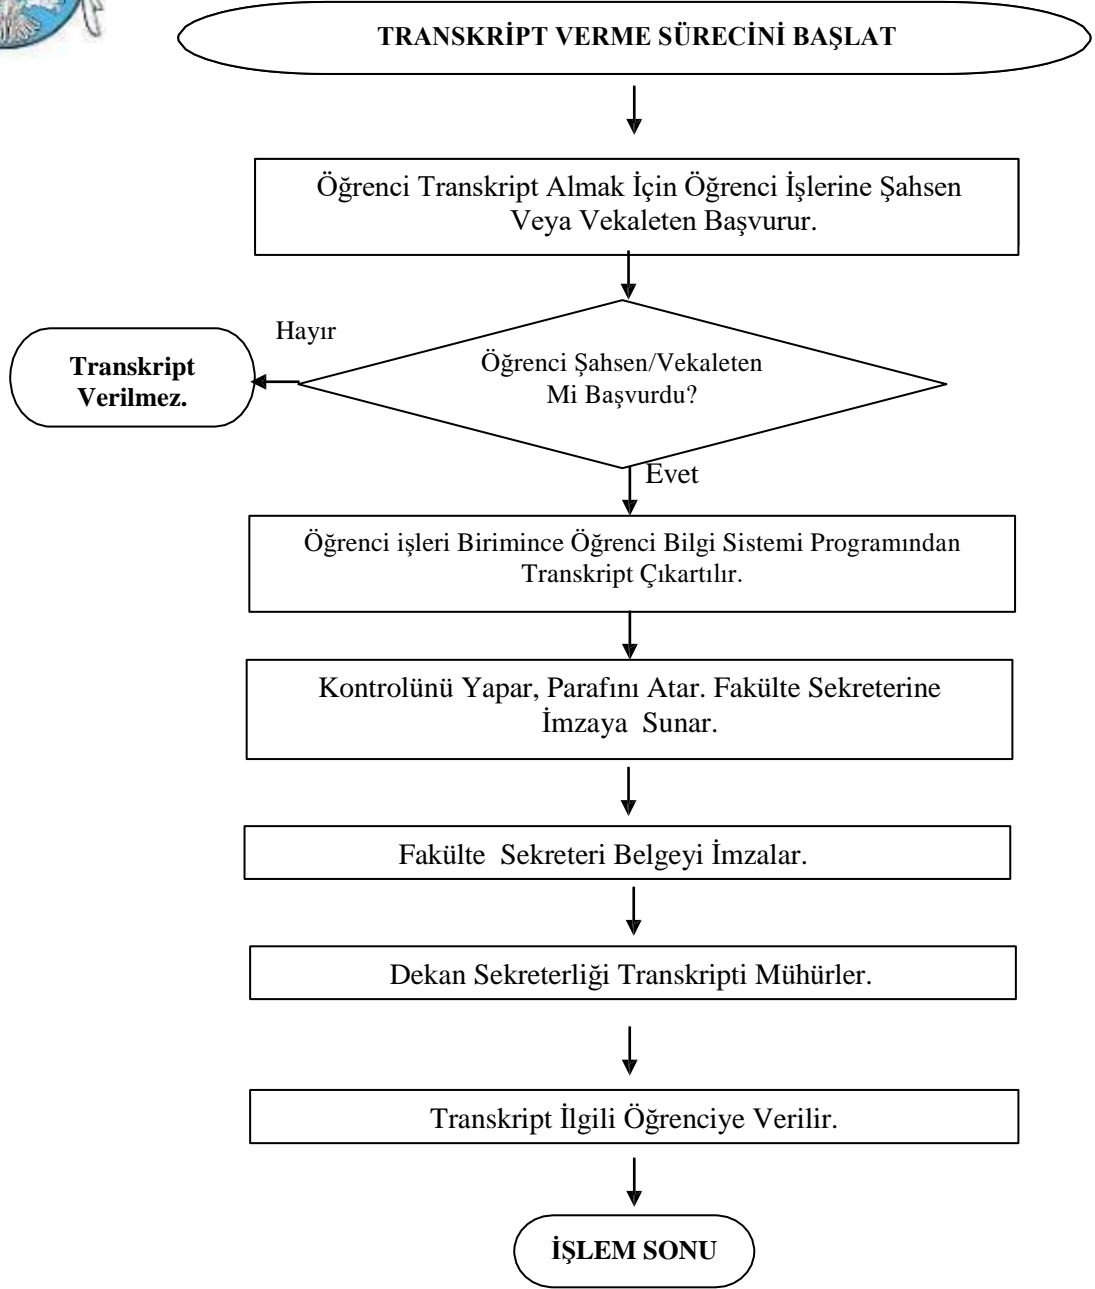 TRANSKRİPT VERME SÜRECİNİ BAŞLAT
Öğrenci Transkript Almak İçin Öğrenci İşlerine Şahsen
Veya Vekaleten Başvurur.
Hayır
Transkript
Verilmez.
Öğrenci Şahsen/Vekaleten
Mi Başvurdu?
Evet
Öğrenci işleri Birimince Öğrenci Bilgi Sistemi Programından
Transkript Çıkartılır.
Kontrolünü Yapar, Parafını Atar. Fakülte Sekreterine
İmzaya  Sunar.
Fakülte  Sekreteri Belgeyi İmzalar.
Dekan Sekreterliği Transkripti Mühürler.
Transkript İlgili Öğrenciye Verilir.
İŞLEM SONU